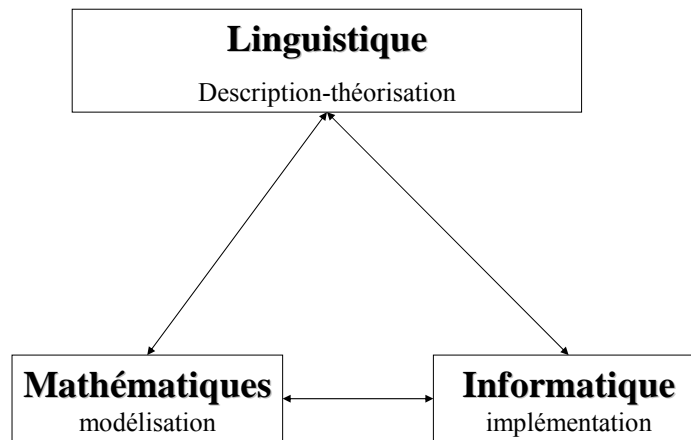 Linguistique
Description-théorisation
Mathématiques
modélisation
Informatique
implémentation